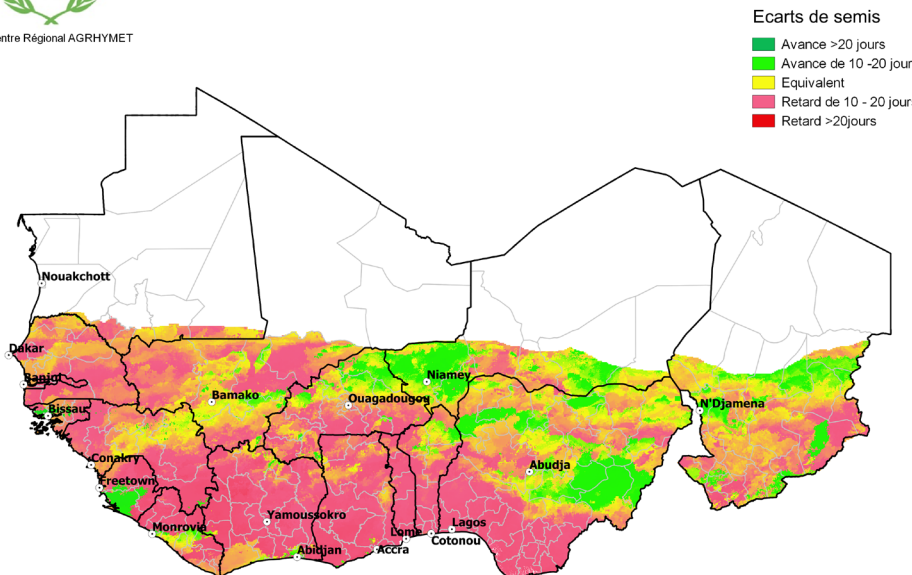 entre Régional AGRHYMET
Ecarts de semis
Avance >20 jours
Avance de 10 -20 jour
Equivalent
Retard de 10 - 20 jours
Retard >20jours
Nouakchott
Dakar
Banjul
Bissau
Bamako
Niamey
Ouagadougou
N'Djamena
Conakry
Freetown
Abudja
Monrovia
Yamoussokro
Lome
Lagos
Cotonou
Abidjan
Accra